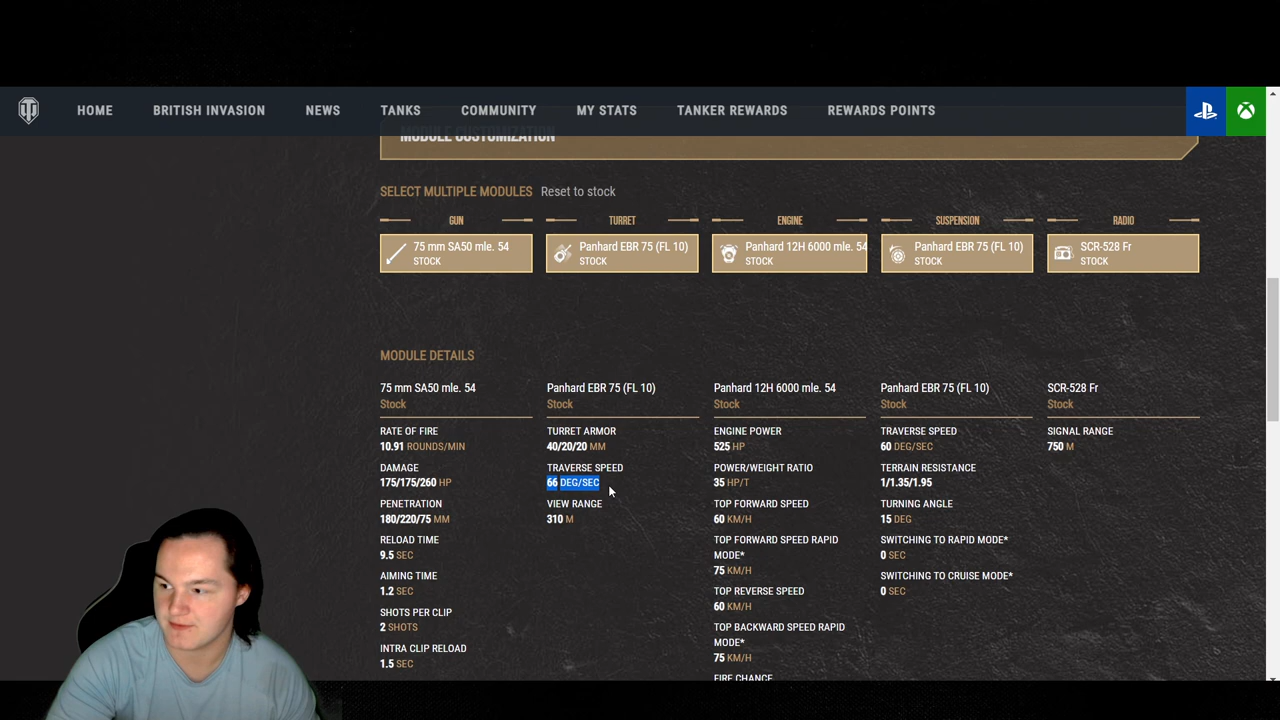 HOME BRITISH INVASION NEWS TANKS COMMUNITY MY STATS TANKER REWARDS REWARDS POINTS
MODULE CUSTOMIZATION
SELECT MULTIPLE MODULES Reset to stock
GUN TURRET ENGINE SUSPENSION RADIO
75 mm SA50 mle. 54
STOCK
Panhard EBR 75 (FL 10)
STOCK
Panhard 12H 6000 mle. 54
STOCK
Panhard EBR 75 (FL 10)
STOCK
SCR-528 Fr
STOCK
MODULE DETAILS
75 mm SA50 mle. 54
Stock
RATE OF FIRE
10.91 ROUNDS/MIN
DAMAGE
175/175/260 HP
PENETRATION
180/220/75 MM
RELOAD TIME
9.5 SEC
AIMING TIME
1.2 SEC
SHOTS PER CLIP
2 SHOTS
INTRA CLIP RELOAD
1.5 SEC
Panhard EBR 75 (FL 10)
Stock
TURRET ARMOR
40/20/20 MM
TRAVERSE SPEED
66 DEG/SEC
VIEW RANGE
310 M
Panhard 12H 6000 mle. 54
Stock
ENGINE POWER
525 HP
POWER/WEIGHT RATIO
35 HP/T
TOP FORWARD SPEED
60 KM/H
TOP FORWARD SPEED RAPID
MODE*
75 KM/H
TOP REVERSE SPEED
60 KM/H
TOP BACKWARD SPEED RAPID
MODE*
75 KM/H
FIRE CHANCE
Panhard EBR 75 (FL 10)
Stock
TRAVERSE SPEED
60 DEG/SEC
TERRAIN RESISTANCE
1/1.35/1.95
TURNING ANGLE
15 DEG
SWITCHING TO RAPID MODE*
0 SEC
SWITCHING TO CRUISE MODE*
0 SEC
SCR-528 Fr
Stock
SIGNAL RANGE
750 M